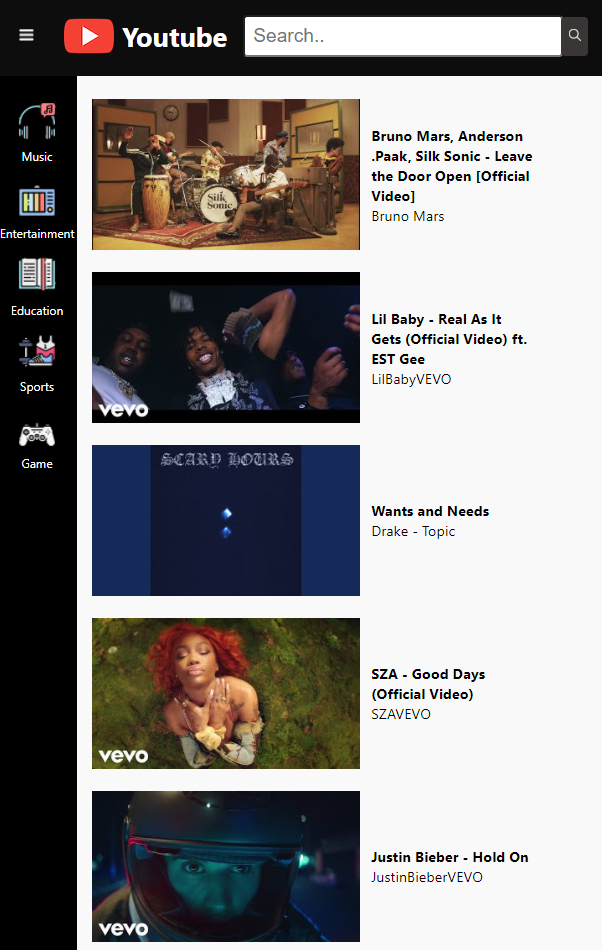 Youtube
Search..
Music
Entertainment
Education
Sports
Game
Silk
Sonic
Bruno Mars, Anderson
.Paak, Silk Sonic - Leave
the Door Open [Official
Video]
Bruno Mars
vevo
Lil Baby - Real As It
Gets (Official Video) ft.
EST Gee
LilBabyVEVO
SCARY HOURS
Wants and Needs
Drake - Topic
vevo
SZA - Good Days
(Official Video)
SZAVEVO
vevo
Justin Bieber - Hold On
JustinBieberVEVO